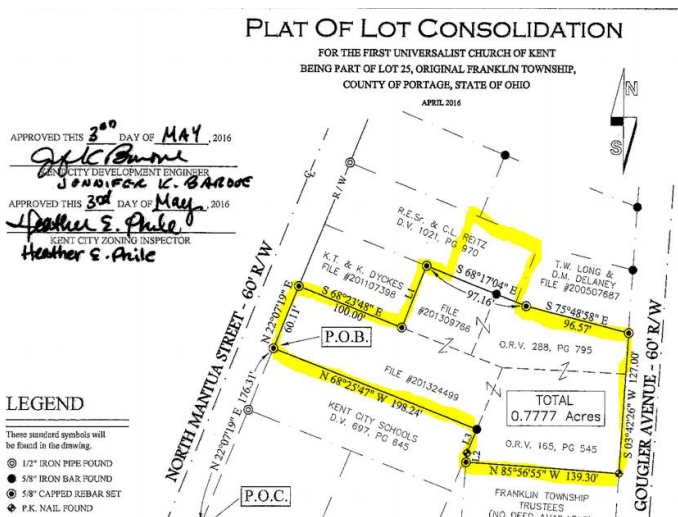 PLAT OF LOT CONSOLIDATION
FOR THE FIRST UNIVERSALIST CHURCH OF KENT
BEING PART OF LOT 25, ORIGINAL FRANKLIN TOWNSHIP,
COUNTY OF PORTAGE, STATE OF OHIO
APRIL 2016
N
S
APPROVED THIS 3rd DAY OF MAY, 2016
KENT CITY DEVELOPMENT ENGINEER
JENNIFER K. BARONE
APPROVED THIS 3rd DAY OF May, 2016
Heather E. Phile
KENT CITY ZONING INSPECTOR
Heather E. Phile
C/L
R/W
R.E.Sr. & C.L. REITZ
D.V. 1021, PG 970
K.T. & K. DYCKES
FILE #201107398
T.W. LONG &
D.M. DELANEY
FILE #200507687
S 68°17'04" E
97.16'
S 75°48'58" E
96.57'
N 22°07'19" E
60.11'
S 68°23'48" E
100.00'
L1
FILE
#201309766
Z
O.R.V. 288, PG 795
P.O.B.
Z
Z
N 68°25'47" W 198.24'
FILE #201324499
TOTAL
0.7777 Acres
S 03°42'26" W 127.00'
GOUGLER AVENUE - 60' R/W
NORTH MANTUA STREET - 60' R/W
N 22°07'19" E 176.31'
KENT CITY SCHOOLS
D.V. 697, PG 645
L3
L2
O.R.V. 165, PG 545
N 85°56'55" W 139.30'
P.O.C.
FRANKLIN TOWNSHIP
TRUSTEES
LEGEND
These standard symbols will
be found in the drawing.
1/2" IRON PIPE FOUND
5/8" IRON BAR FOUND
5/8" CAPPED REBAR SET
P.K. NAIL FOUND